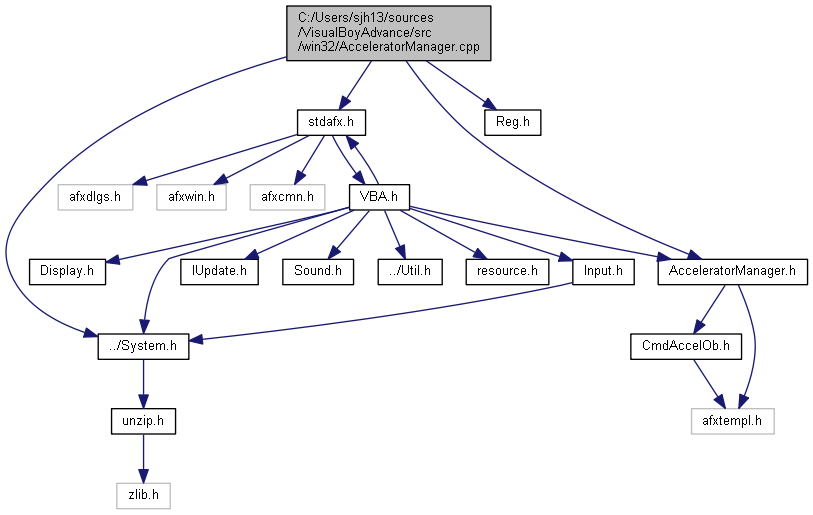 C:/Users/sjh13/sources
/VisualBoyAdvance/src
/win32/AcceleratorManager.cpp
stdafx.h
Reg.h
afxdlgs.h
afxwin.h
afxcmn.h
VBA.h
Display.h
IUpdate.h
Sound.h
../Util.h
resource.h
Input.h
AcceleratorManager.h
../System.h
CmdAccelOb.h
unzip.h
afxtempl.h
zlib.h